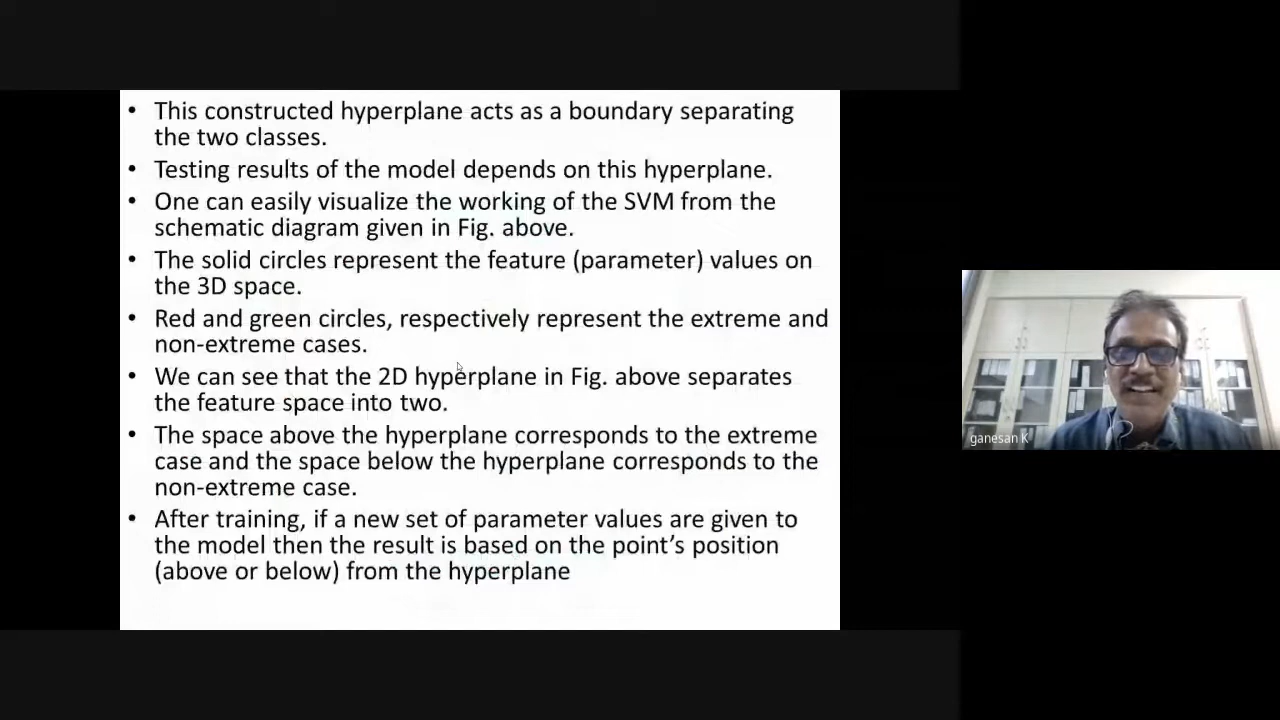 • This constructed hyperplane acts as a boundary separating
the two classes.
• Testing results of the model depends on this hyperplane.
• One can easily visualize the working of the SVM from the
schematic diagram given in Fig. above.
• The solid circles represent the feature (parameter) values on
the 3D space.
• Red and green circles, respectively represent the extreme and
non-extreme cases.
• We can see that the 2D hyperplane in Fig. above separates
the feature space into two.
• The space above the hyperplane corresponds to the extreme
case and the space below the hyperplane corresponds to the
non-extreme case.
• After training, if a new set of parameter values are given to
the model then the result is based on the point’s position
(above or below) from the hyperplane
ganesan K